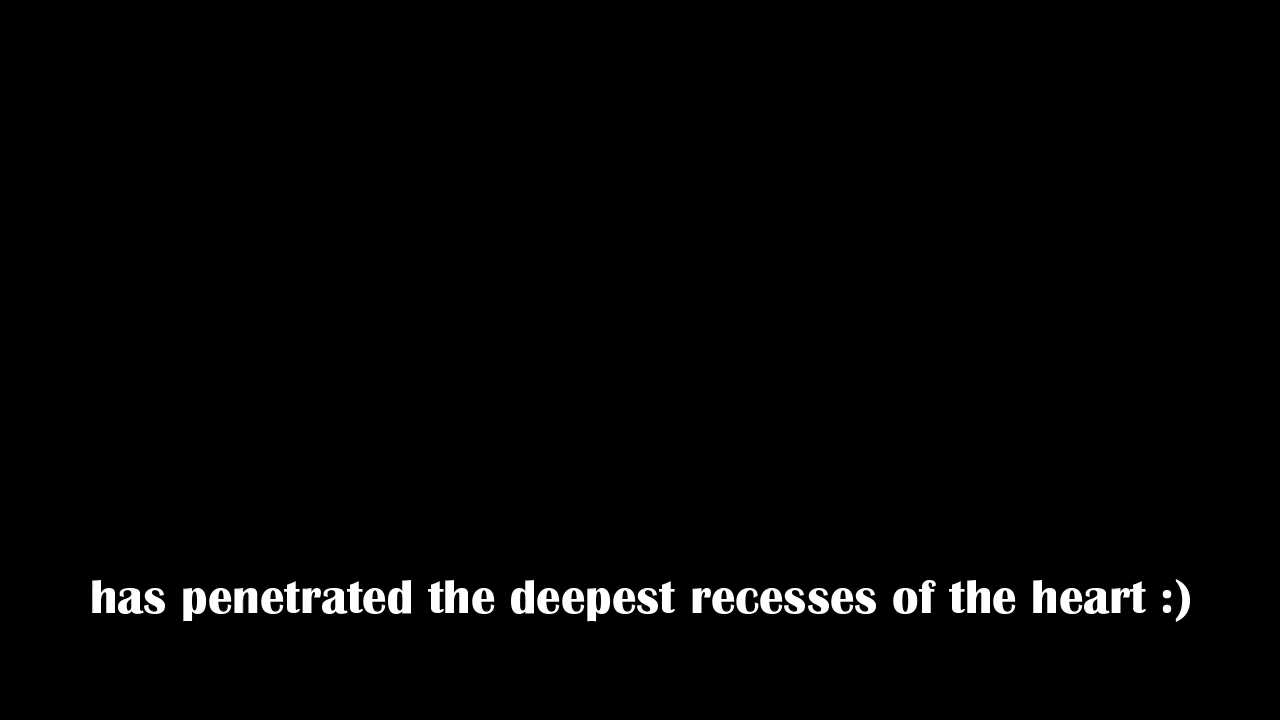 has penetrated the deepest recesses of the heart :)